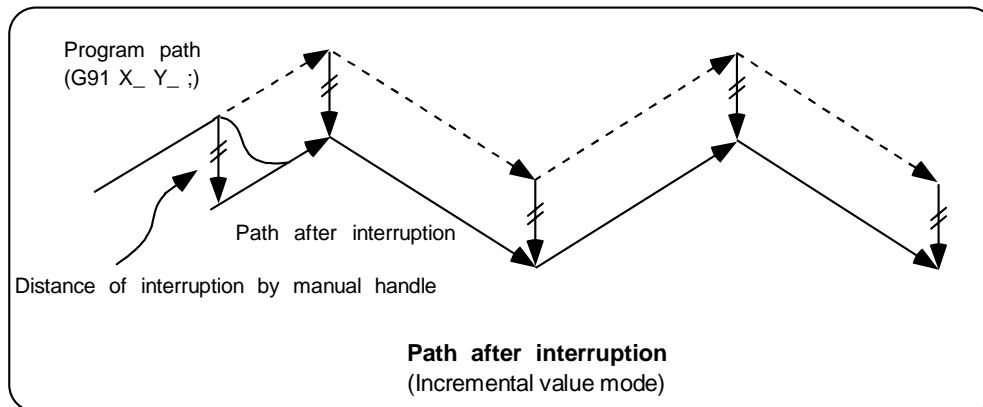 Program path
(G91 X_ Y_ ;)
Path after interruption
Distance of interruption by manual handle
Path after interruption
(Incremental value mode)